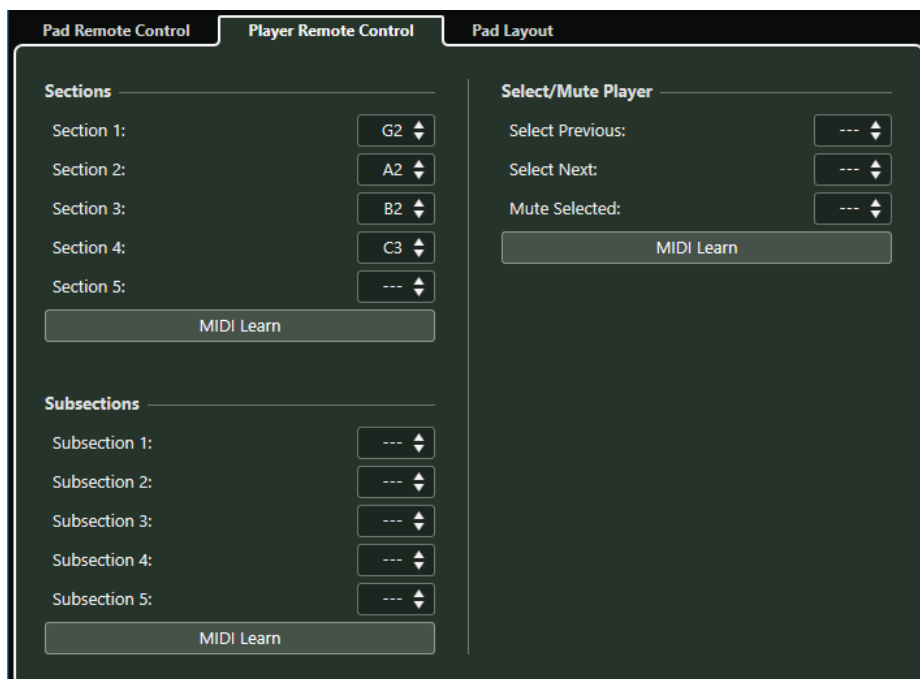 Pad Remote Control Player Remote Control Pad Layout
Sections
Section 1: G2
Section 2: A2
Section 3: B2
Section 4: C3
Section 5: ---
MIDI Learn
Subsections
Subsection 1: ---
Subsection 2: ---
Subsection 3: ---
Subsection 4: ---
Subsection 5: ---
MIDI Learn
Select/Mute Player
Select Previous: ---
Select Next: ---
Mute Selected: ---
MIDI Learn